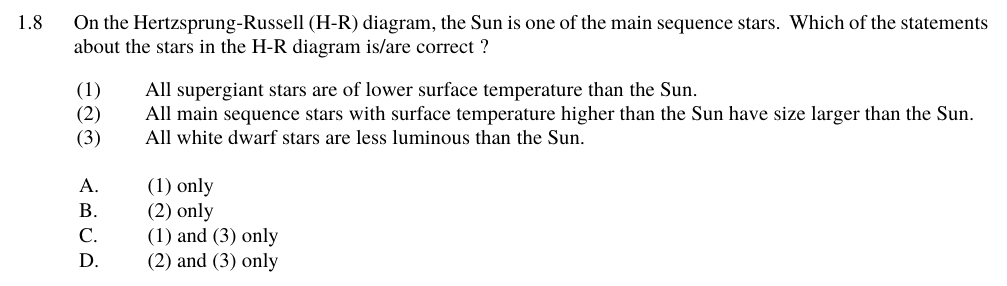 1.8 On the Hertzsprung-Russell (H-R) diagram, the Sun is one of the main sequence stars. Which of the statements
about the stars in the H-R diagram is/are correct ?
(1) All supergiant stars are of lower surface temperature than the Sun.
(2) All main sequence stars with surface temperature higher than the Sun have size larger than the Sun.
(3) All white dwarf stars are less luminous than the Sun.
A. (1) only
B. (2) only
C. (1) and (3) only
D. (2) and (3) only